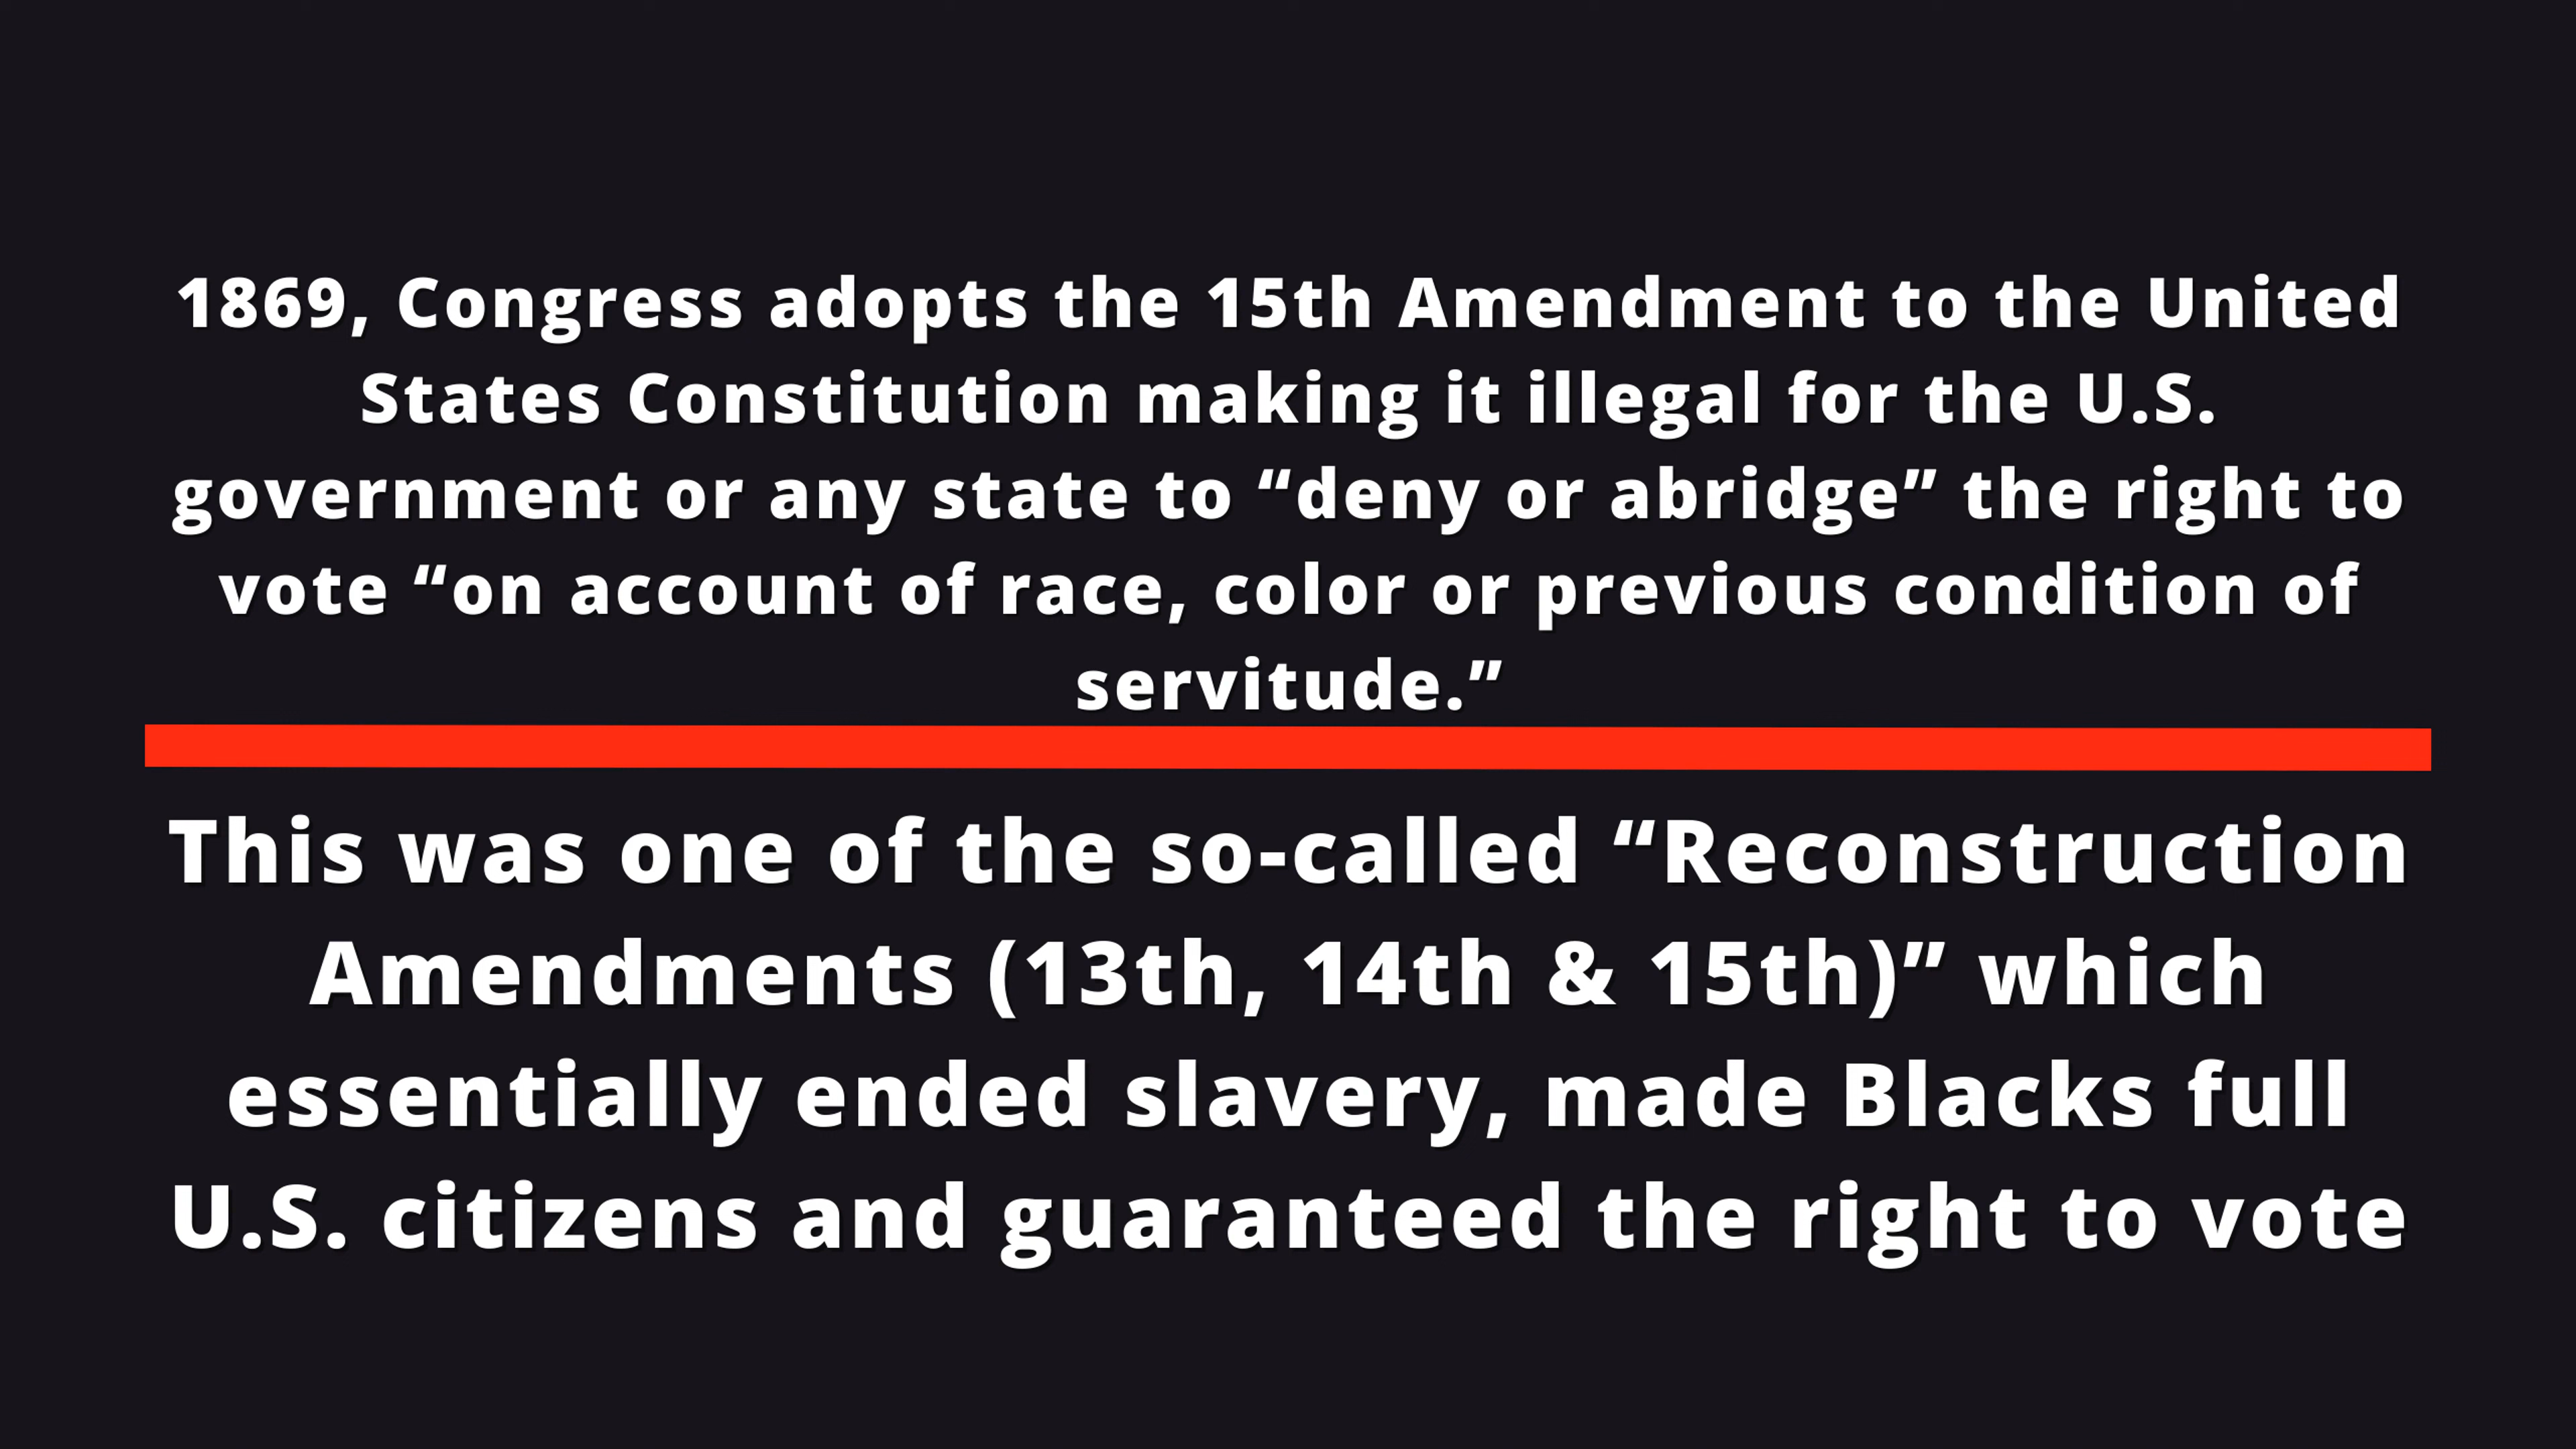 1869, Congress adopts the 15th Amendment to the United
States Constitution making it illegal for the U.S.
government or any state to “deny or abridge” the right to
vote “on account of race, color or previous condition of
servitude.”
This was one of the so-called “Reconstruction
Amendments (13th, 14th & 15th)” which
essentially ended slavery, made Blacks full
U.S. citizens and guaranteed the right to vote